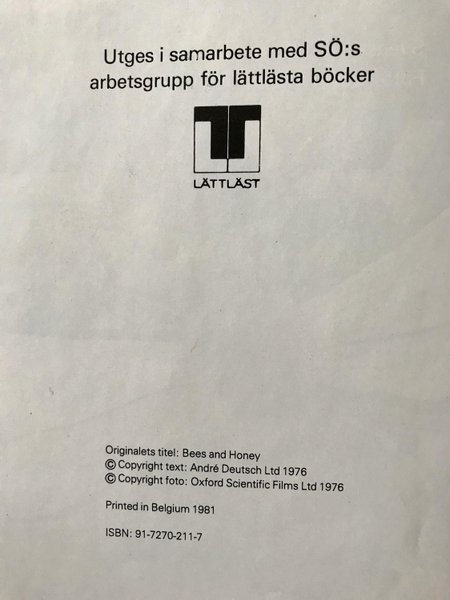 Utges i samarbete med SÖ:s
arbetsgrupp för lättlästa böcker
LÄTTLÄST
Originalets titel: Bees and Honey
© Copyright text: André Deutsch Ltd 1976
© Copyright foto: Oxford Scientific Films Ltd 1976
Printed in Belgium 1981
ISBN: 91-7270-211-7